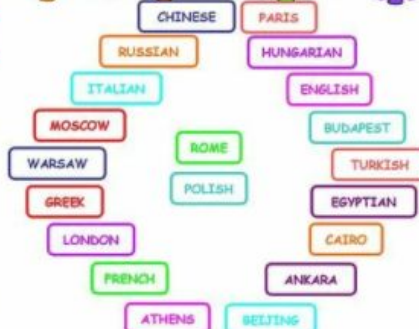 CHINESE
PARIS
RUSSIAN
HUNGARIAN
ITALIAN
ENGLISH
MOSCOW
BUDAPEST
ROME
WARSAW
TURKISH
POLISH
GREEK
EGYPTIAN
LONDON
CAIRO
FRENCH
ANKARA
ATHENS
BEIJING